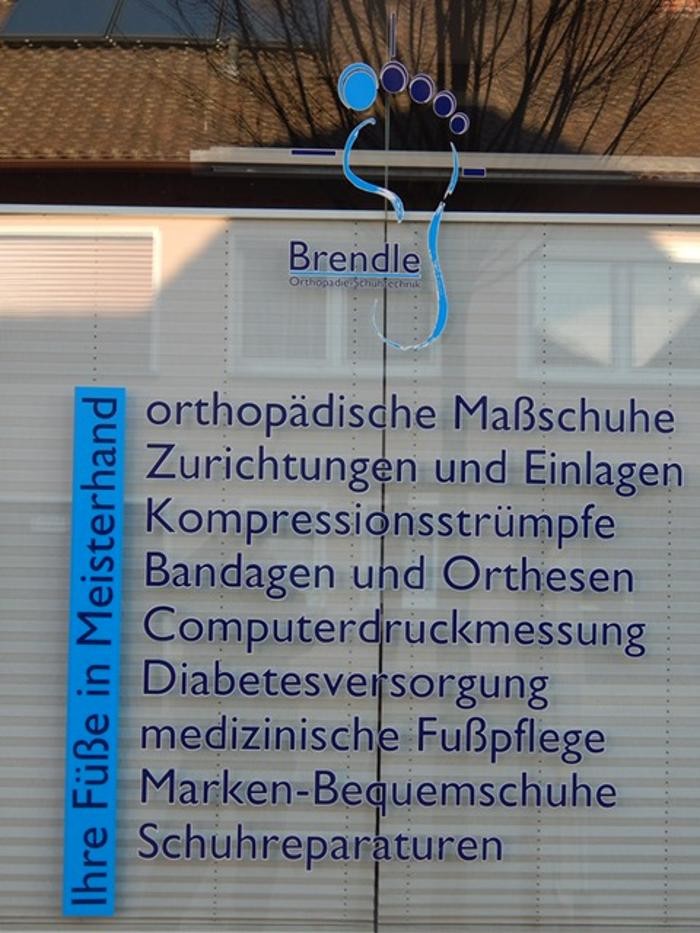 Brendle
Orthopädie-Schuhtechnik
Ihre Füße in Meisterhand
orthopädische Maßschuhe
Zurichtungen und Einlagen
Kompressionsstrümpfe
Bandagen und Orthesen
Computerdruckmessung
Diabetesversorgung
medizinische Fußpflege
Marken-Bequemschuhe
Schuhreparaturen